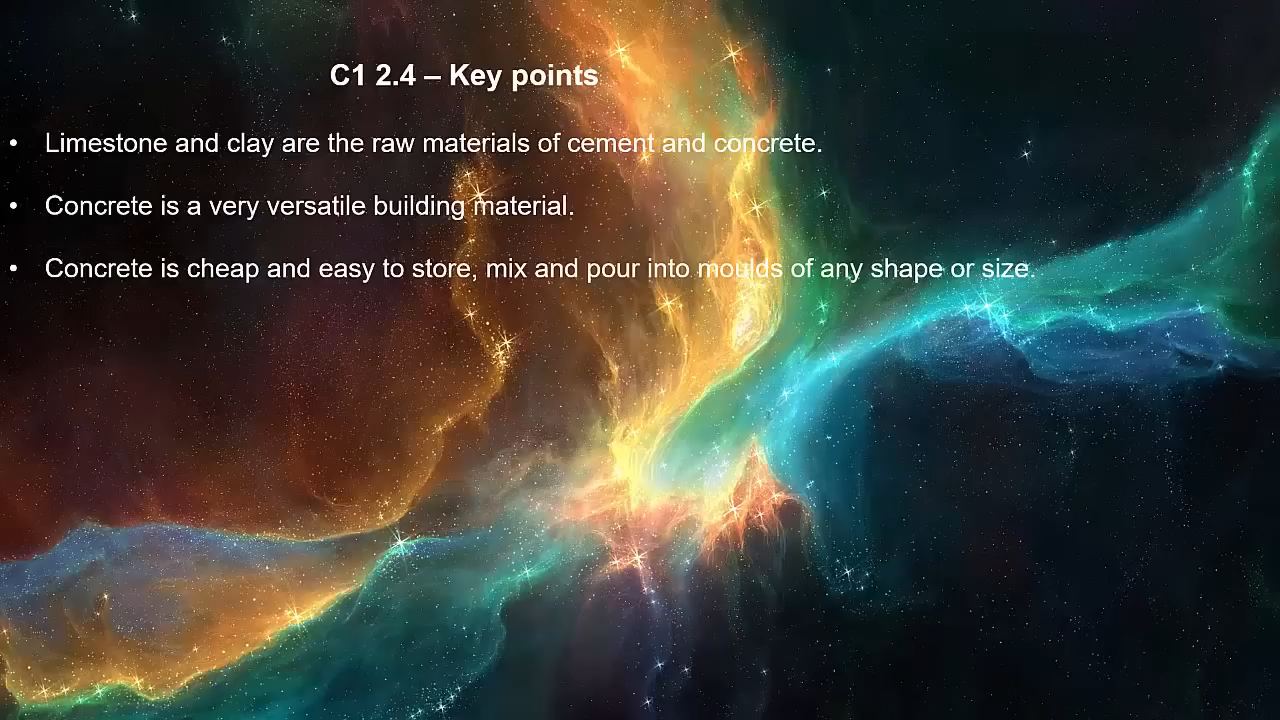 C1 2.4 – Key points
• Limestone and clay are the raw materials of cement and concrete.
• Concrete is a very versatile building material.
• Concrete is cheap and easy to store, mix and pour into moulds of any shape or size.